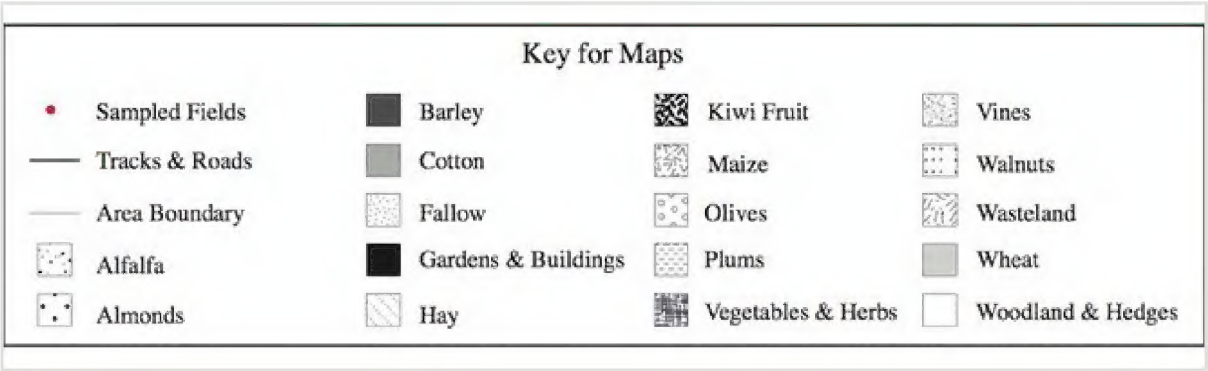 Key for Maps
Sampled Fields
Tracks & Roads
Area Boundary
Alfalfa
Almonds
Barley
Cotton
Fallow
Gardens & Buildings
Hay
Kiwi Fruit
Maize
Olives
Plums
Vegetables & Herbs
Vines
Walnuts
Wasteland
Wheat
Woodland & Hedges